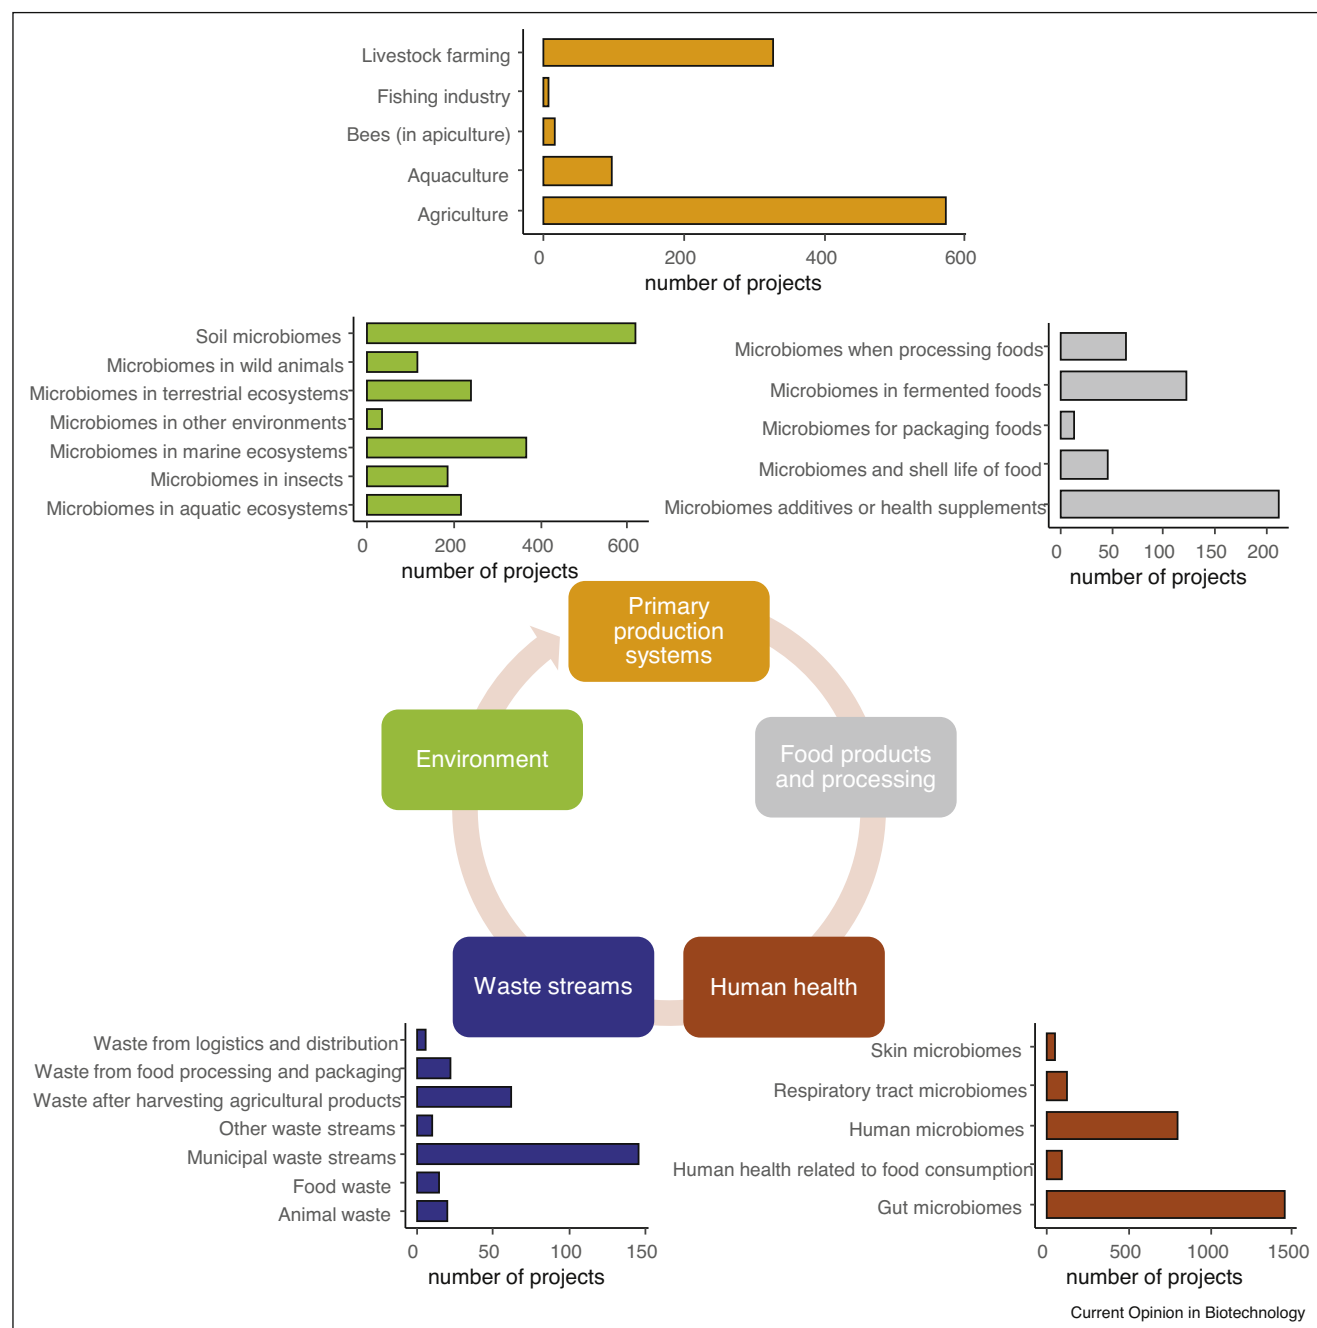 Livestock farming
Fishing industry
Bees (in apiculture)
Aquaculture
Agriculture
0 200 400 600
number of projects
Soil microbiomes
Microbiomes in wild animals
Microbiomes in terrestrial ecosystems
Microbiomes in other environments
Microbiomes in marine ecosystems
Microbiomes in insects
Microbiomes in aquatic ecosystems
0 200 400 600
number of projects
Microbiomes when processing foods
Microbiomes in fermented foods
Microbiomes for packaging foods
Microbiomes and shell life of food
Microbiomes additives or health supplements
0 50 100 150 200
number of projects
Primary
production
systems
Environment
Food products
and processing
Waste streams
Human health
Waste from logistics and distribution
Waste from food processing and packaging
Waste after harvesting agricultural products
Other waste streams
Municipal waste streams
Food waste
Animal waste
0 50 100 150
number of projects
Skin microbiomes
Respiratory tract microbiomes
Human microbiomes
Human health related to food consumption
Gut microbiomes
0 500 1000 1500
number of projects
Current Opinion in Biotechnology